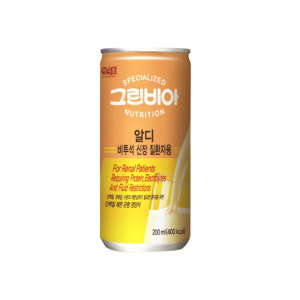 SPECIALIZED
그린비아
NUTRITION
알디
비투석 신장 질환자용
For Renal Patients
Requiring Protein, Electrolytes
And Fluid Restrictions
200 ml (400 kcal)